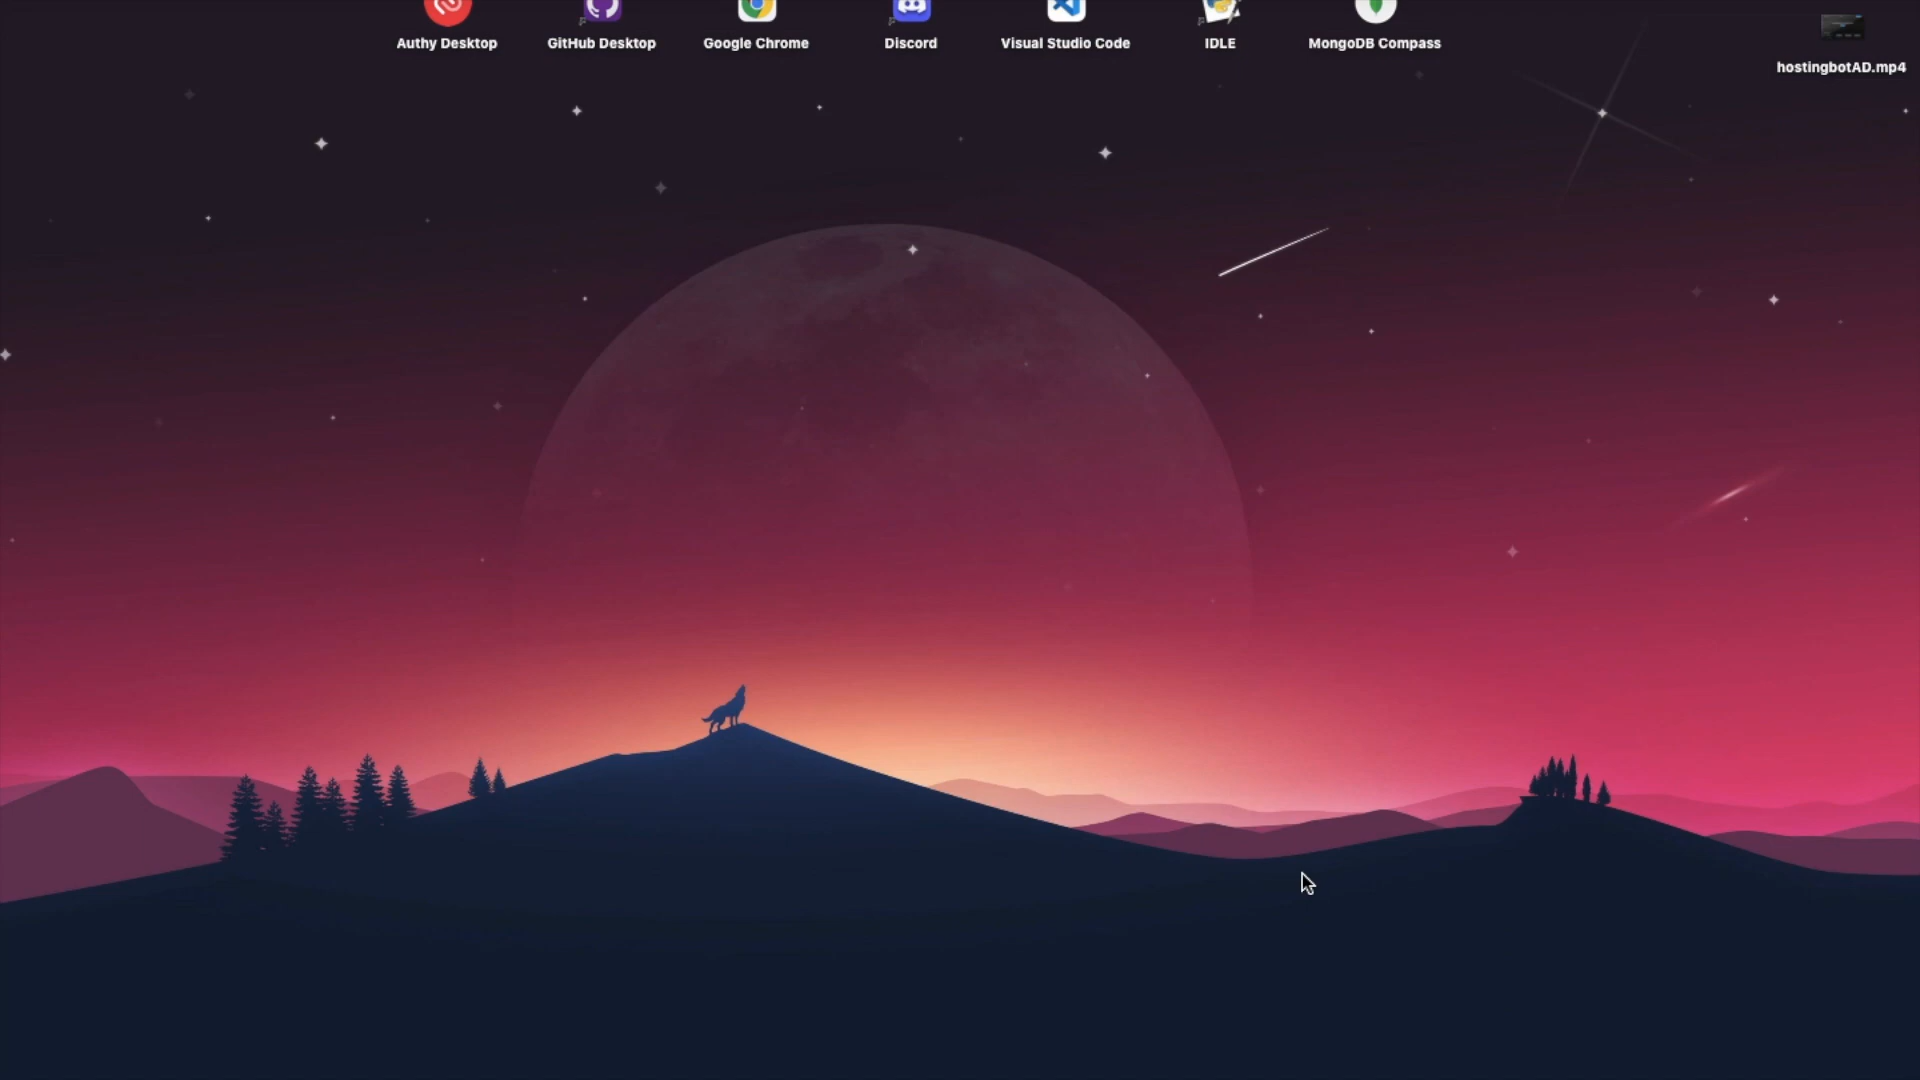 Authy Desktop
GitHub Desktop
Google Chrome
Discord
Visual Studio Code
IDLE
MongoDB Compass
hostingbotAD.mp4